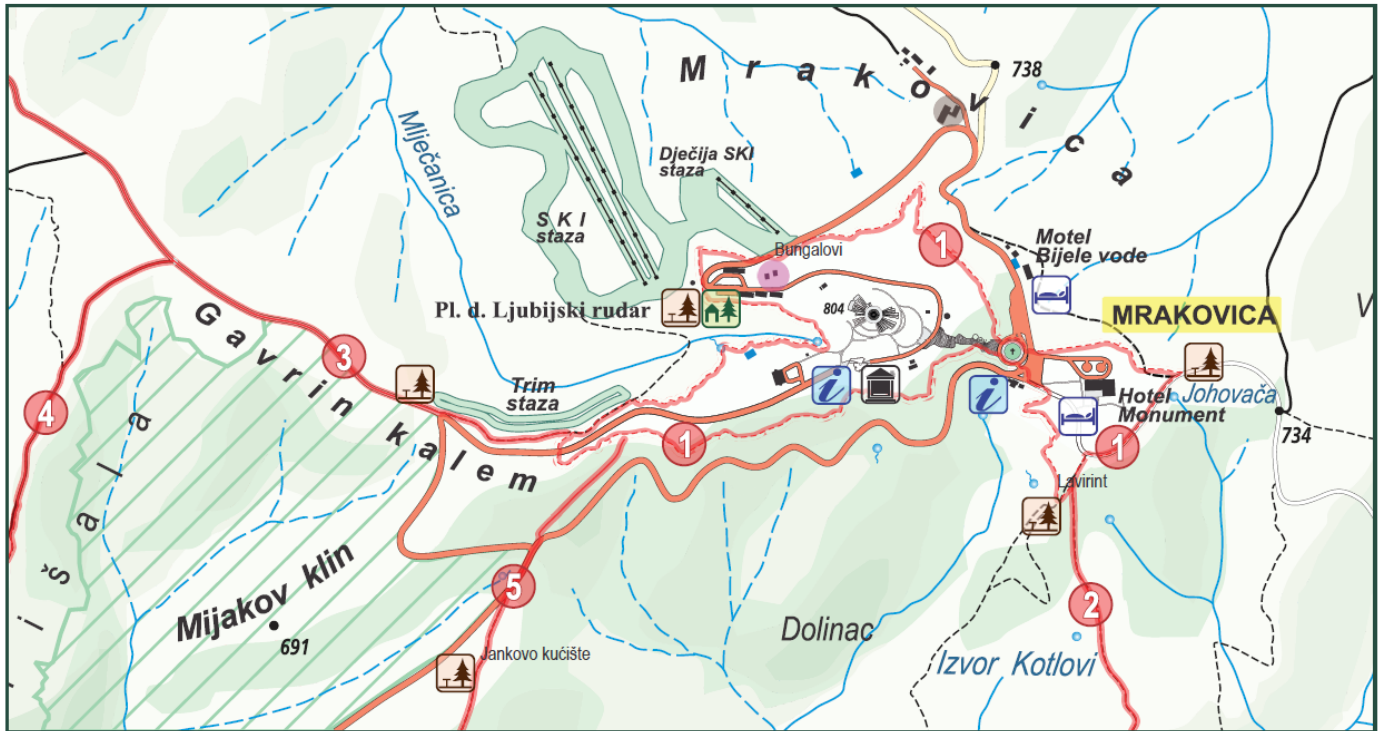 Mrakovica
738
Mlječanica
Dječija SKI
staza
SKI
staza
Bungalovi
1
Motel
Bijele vode
Pl. d. Ljubijski rudar
804
MRAKOVICA
V
Gavrin kalem
3
Trim
staza
i
i
Johovača
Hotel
Monument
4
1
1
734
Lavirint
išala
Mijakov klin
691
5
2
Dolinac
Jankovo kućište
Izvor Kotlovi